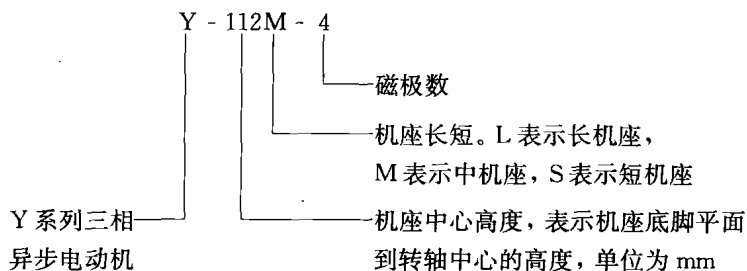 Y - 112M - 4
磁极数
机座长短。L 表示长机座,
M 表示中机座, S 表示短机座
Y 系列三相
异步电动机
机座中心高度, 表示机座底脚平面
到转轴中心的高度, 单位为 mm